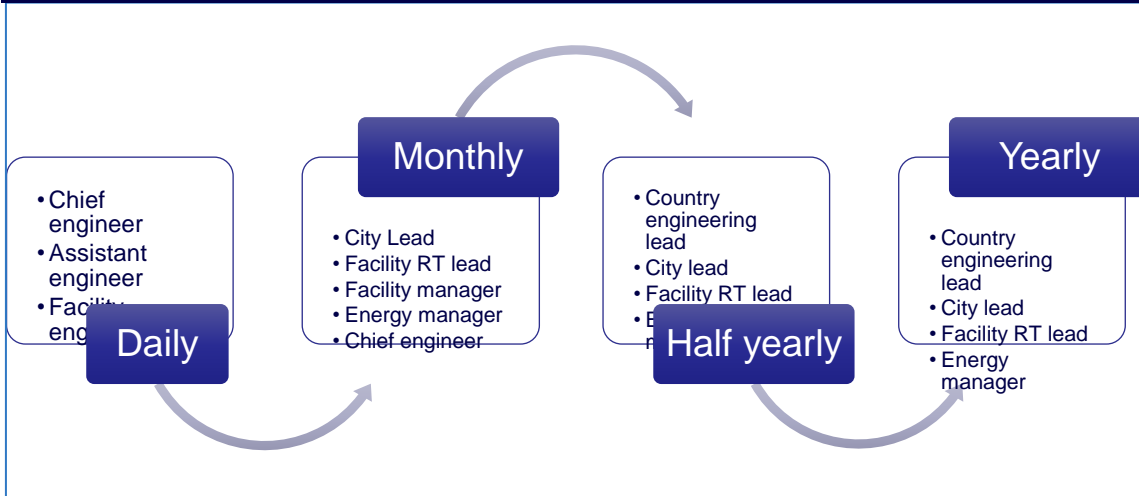 • Chief
engineer
• Assistant
engineer
Daily
Monthly
• City Lead
• Facility RT lead
• Facility manager
• Energy manager
• Chief engineer
• Country
engineering
lead
• City lead
• Facility RT lead
Half yearly
Yearly
• Country
engineering
lead
• City lead
• Facility RT lead
• Energy
manager